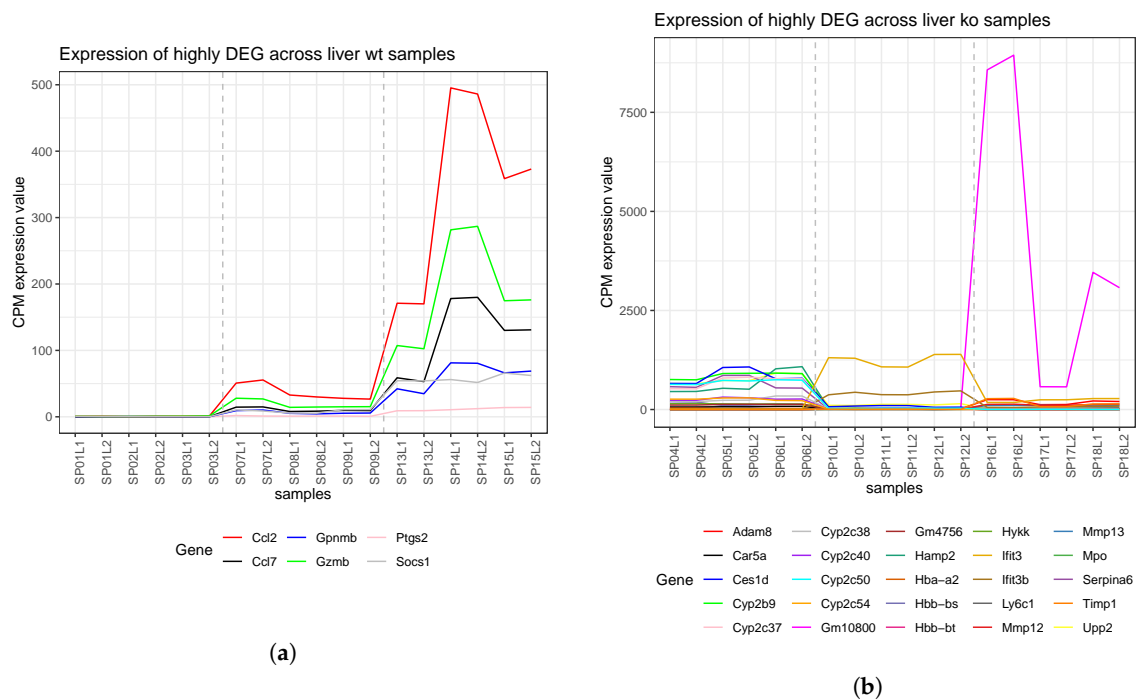 Expression of highly DEG across liver wt samples
CPM expression value
500
400
300
200
100
0
SP01L1
SP01L2
SP02L1
SP02L2
SP03L1
SP03L2
SP07L1
SP07L2
SP08L1
SP08L2
SP09L1
SP09L2
SP13L1
SP13L2
SP14L1
SP14L2
SP15L1
SP15L2
samples
Gene
Ccl2 Gpnmb Ptgs2
Ccl7 Gzmb Socs1
(a)
Expression of highly DEG across liver ko samples
CPM expression value
7500
5000
2500
0
SP04L1
SP04L2
SP05L1
SP05L2
SP06L1
SP06L2
SP10L1
SP10L2
SP11L1
SP11L2
SP12L1
SP12L2
SP16L1
SP16L2
SP17L1
SP17L2
SP18L1
SP18L2
samples
Gene
Adam8 Cyp2c38 Gm4756 Hykk Mmp13
Car5a Cyp2c40 Hamp2 Ifit3 Mpo
Ces1d Cyp2c50 Hba−a2 Ifit3b Serpina6
Cyp2b9 Cyp2c54 Hbb−bs Ly6c1 Timp1
Cyp2c37 Gm10800 Hbb−bt Mmp12 Upp2
(b)